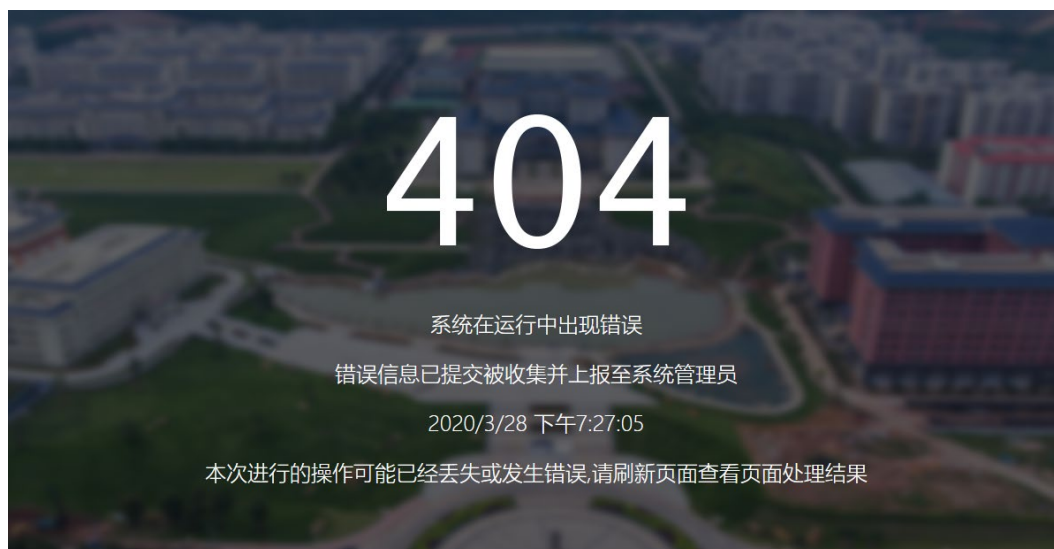 404
系统在运行中出现错误
错误信息已提交被收集并上报至系统管理员
2020/3/28 下午7:27:05
本次进行的操作可能已经丢失或发生错误,请刷新页面查看页面处理结果